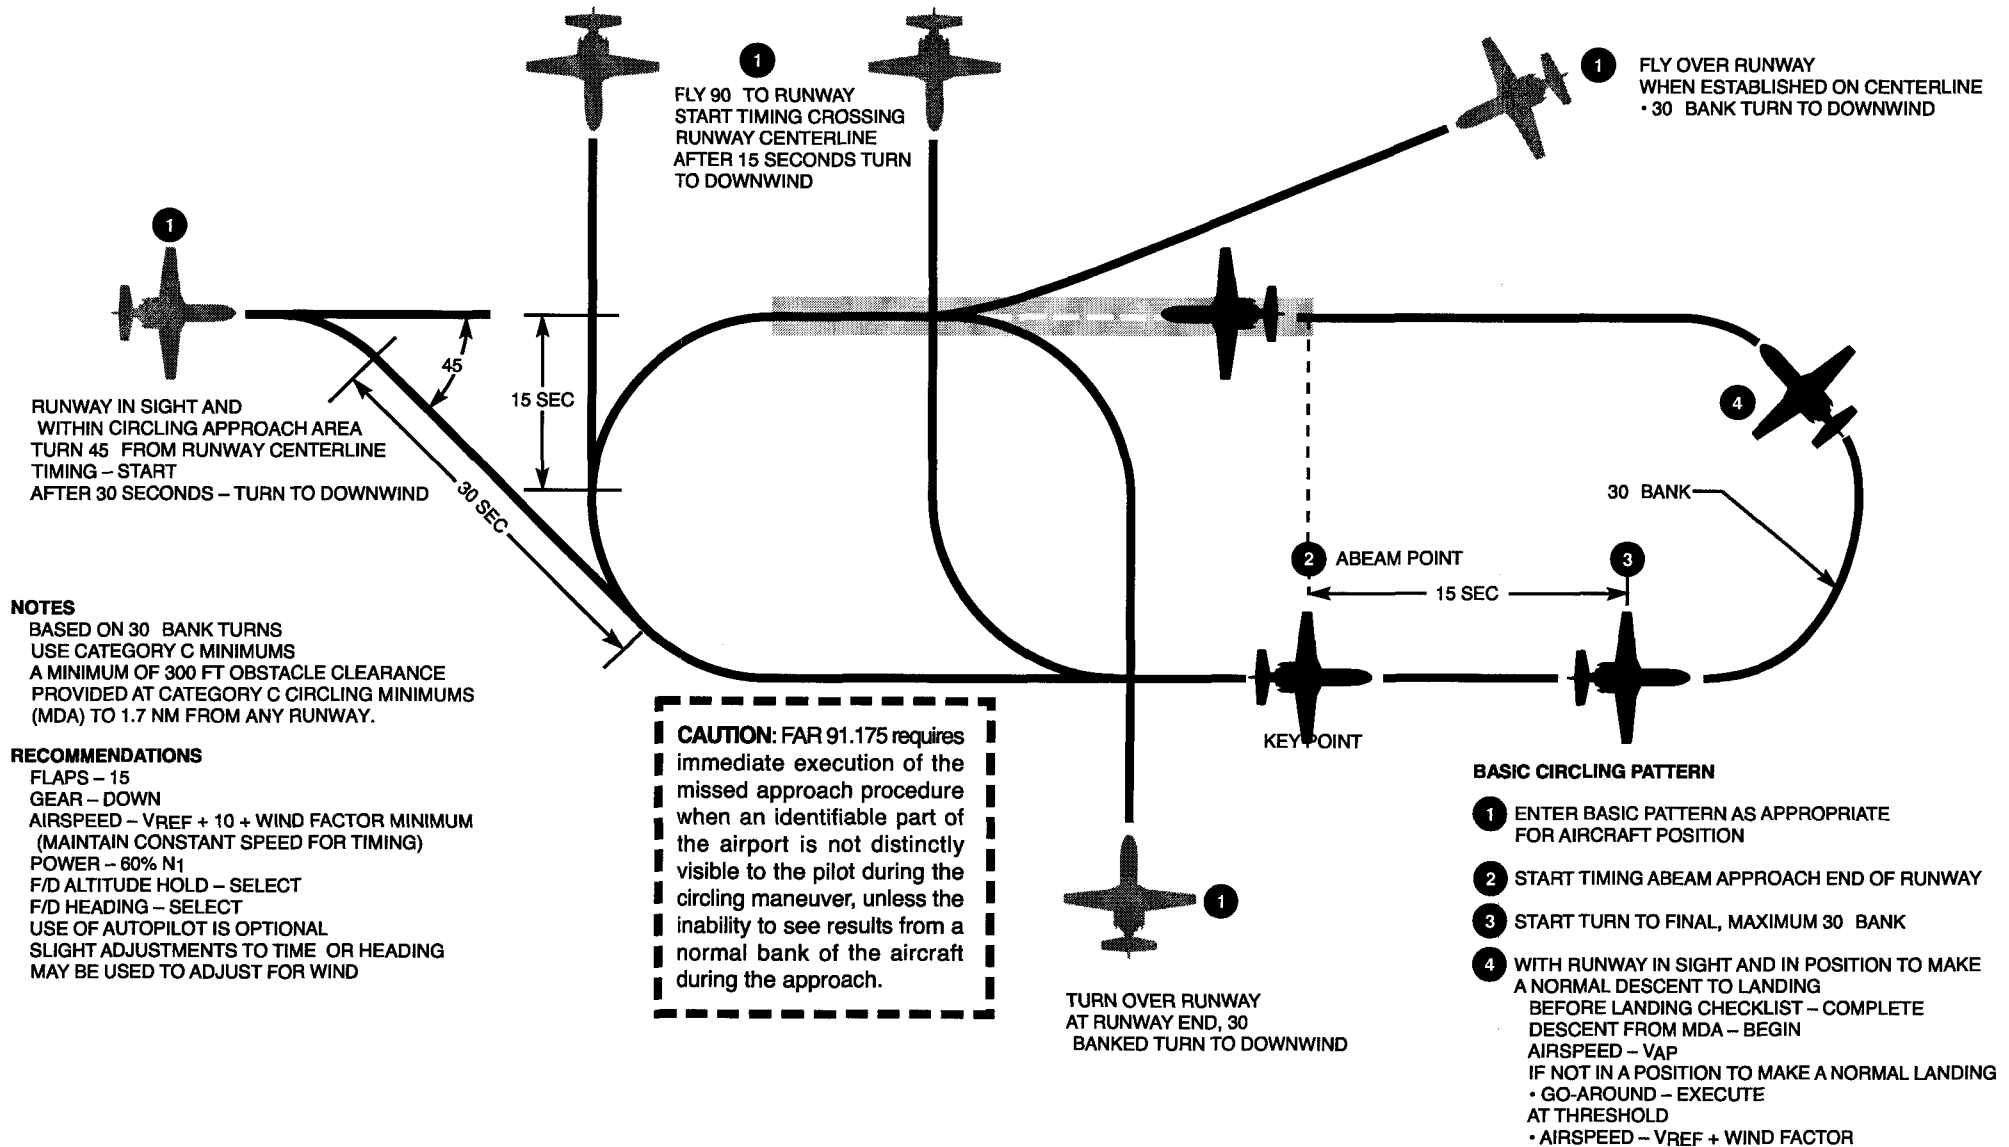 1
FLY 90 TO RUNWAY
START TIMING CROSSING
RUNWAY CENTERLINE
AFTER 15 SECONDS TURN
TO DOWNWIND
1
FLY OVER RUNWAY
WHEN ESTABLISHED ON CENTERLINE
• 30 BANK TURN TO DOWNWIND
1
RUNWAY IN SIGHT AND
WITHIN CIRCLING APPROACH AREA
TURN 45 FROM RUNWAY CENTERLINE
TIMING – START
AFTER 30 SECONDS – TURN TO DOWNWIND
45
15 SEC
30 SEC
4
30 BANK
2 ABEAM POINT
3
15 SEC
KEY POINT
NOTES
BASED ON 30 BANK TURNS
USE CATEGORY C MINIMUMS
A MINIMUM OF 300 FT OBSTACLE CLEARANCE
PROVIDED AT CATEGORY C CIRCLING MINIMUMS
(MDA) TO 1.7 NM FROM ANY RUNWAY.
RECOMMENDATIONS
FLAPS – 15
GEAR – DOWN
AIRSPEED – VREF + 10 + WIND FACTOR MINIMUM
(MAINTAIN CONSTANT SPEED FOR TIMING)
POWER – 60% N1
F/D ALTITUDE HOLD – SELECT
F/D HEADING – SELECT
USE OF AUTOPILOT IS OPTIONAL
SLIGHT ADJUSTMENTS TO TIME OR HEADING
MAY BE USED TO ADJUST FOR WIND
CAUTION: FAR 91.175 requires
immediate execution of the
missed approach procedure
when an identifiable part of
the airport is not distinctly
visible to the pilot during the
circling maneuver, unless the
inability to see results from a
normal bank of the aircraft
during the approach.
1
TURN OVER RUNWAY
AT RUNWAY END, 30
BANKED TURN TO DOWNWIND
BASIC CIRCLING PATTERN
1 ENTER BASIC PATTERN AS APPROPRIATE
FOR AIRCRAFT POSITION
2 START TIMING ABEAM APPROACH END OF RUNWAY
3 START TURN TO FINAL, MAXIMUM 30 BANK
4 WITH RUNWAY IN SIGHT AND IN POSITION TO MAKE
A NORMAL DESCENT TO LANDING
BEFORE LANDING CHECKLIST – COMPLETE
DESCENT FROM MDA – BEGIN
AIRSPEED – VAP
IF NOT IN A POSITION TO MAKE A NORMAL LANDING
• GO-AROUND – EXECUTE
AT THRESHOLD
• AIRSPEED – VREF + WIND FACTOR